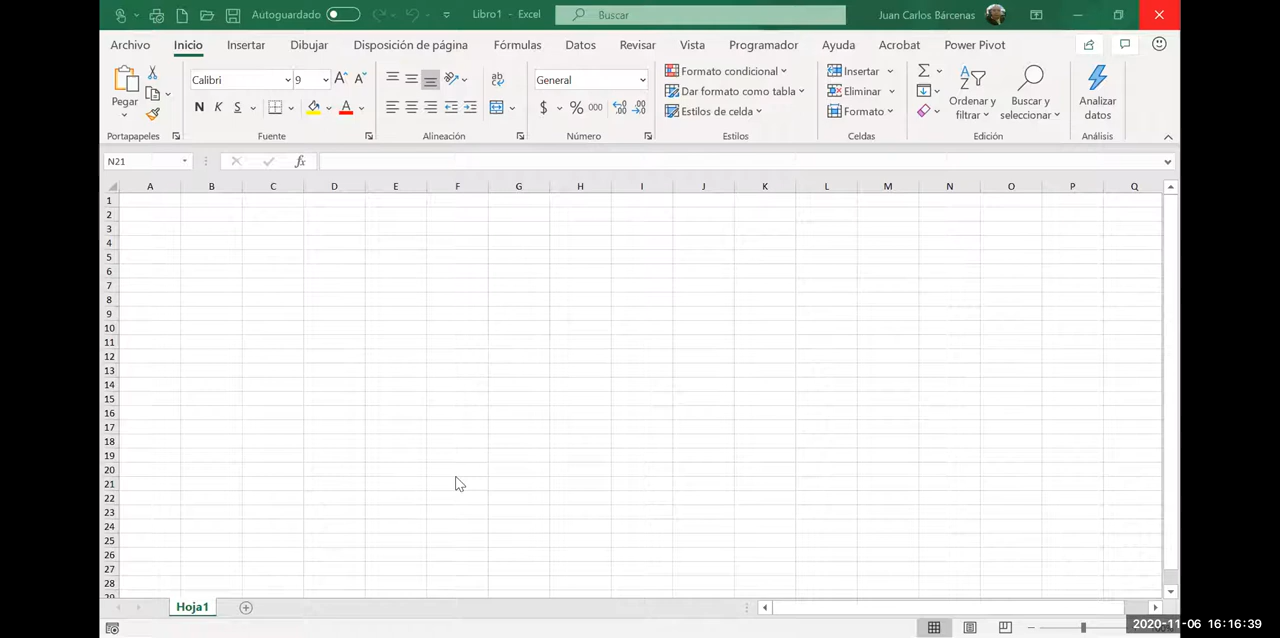 Autoguardado Libro1 - Excel Buscar Juan Carlos Bárcenas
Archivo Inicio Insertar Dibujar Disposición de página Fórmulas Datos Revisar Vista Programador Ayuda Acrobat Power Pivot
Pegar
Calibri 9
N K S
General
$ % 000
Formato condicional
Dar formato como tabla
Estilos de celda
Insertar
Eliminar
Formato
Ordenar y filtrar
Buscar y seleccionar
Analizar datos
Portapapeles Fuente Alineación Número Estilos Celdas Edición Análisis
N21 fx
A B C D E F G H I J K L M N O P Q
1
2
3
4
5
6
7
8
9
10
11
12
13
14
15
16
17
18
19
20
21
22
23
24
25
26
27
28
29
Hoja1
2020-11-06 16:16:39